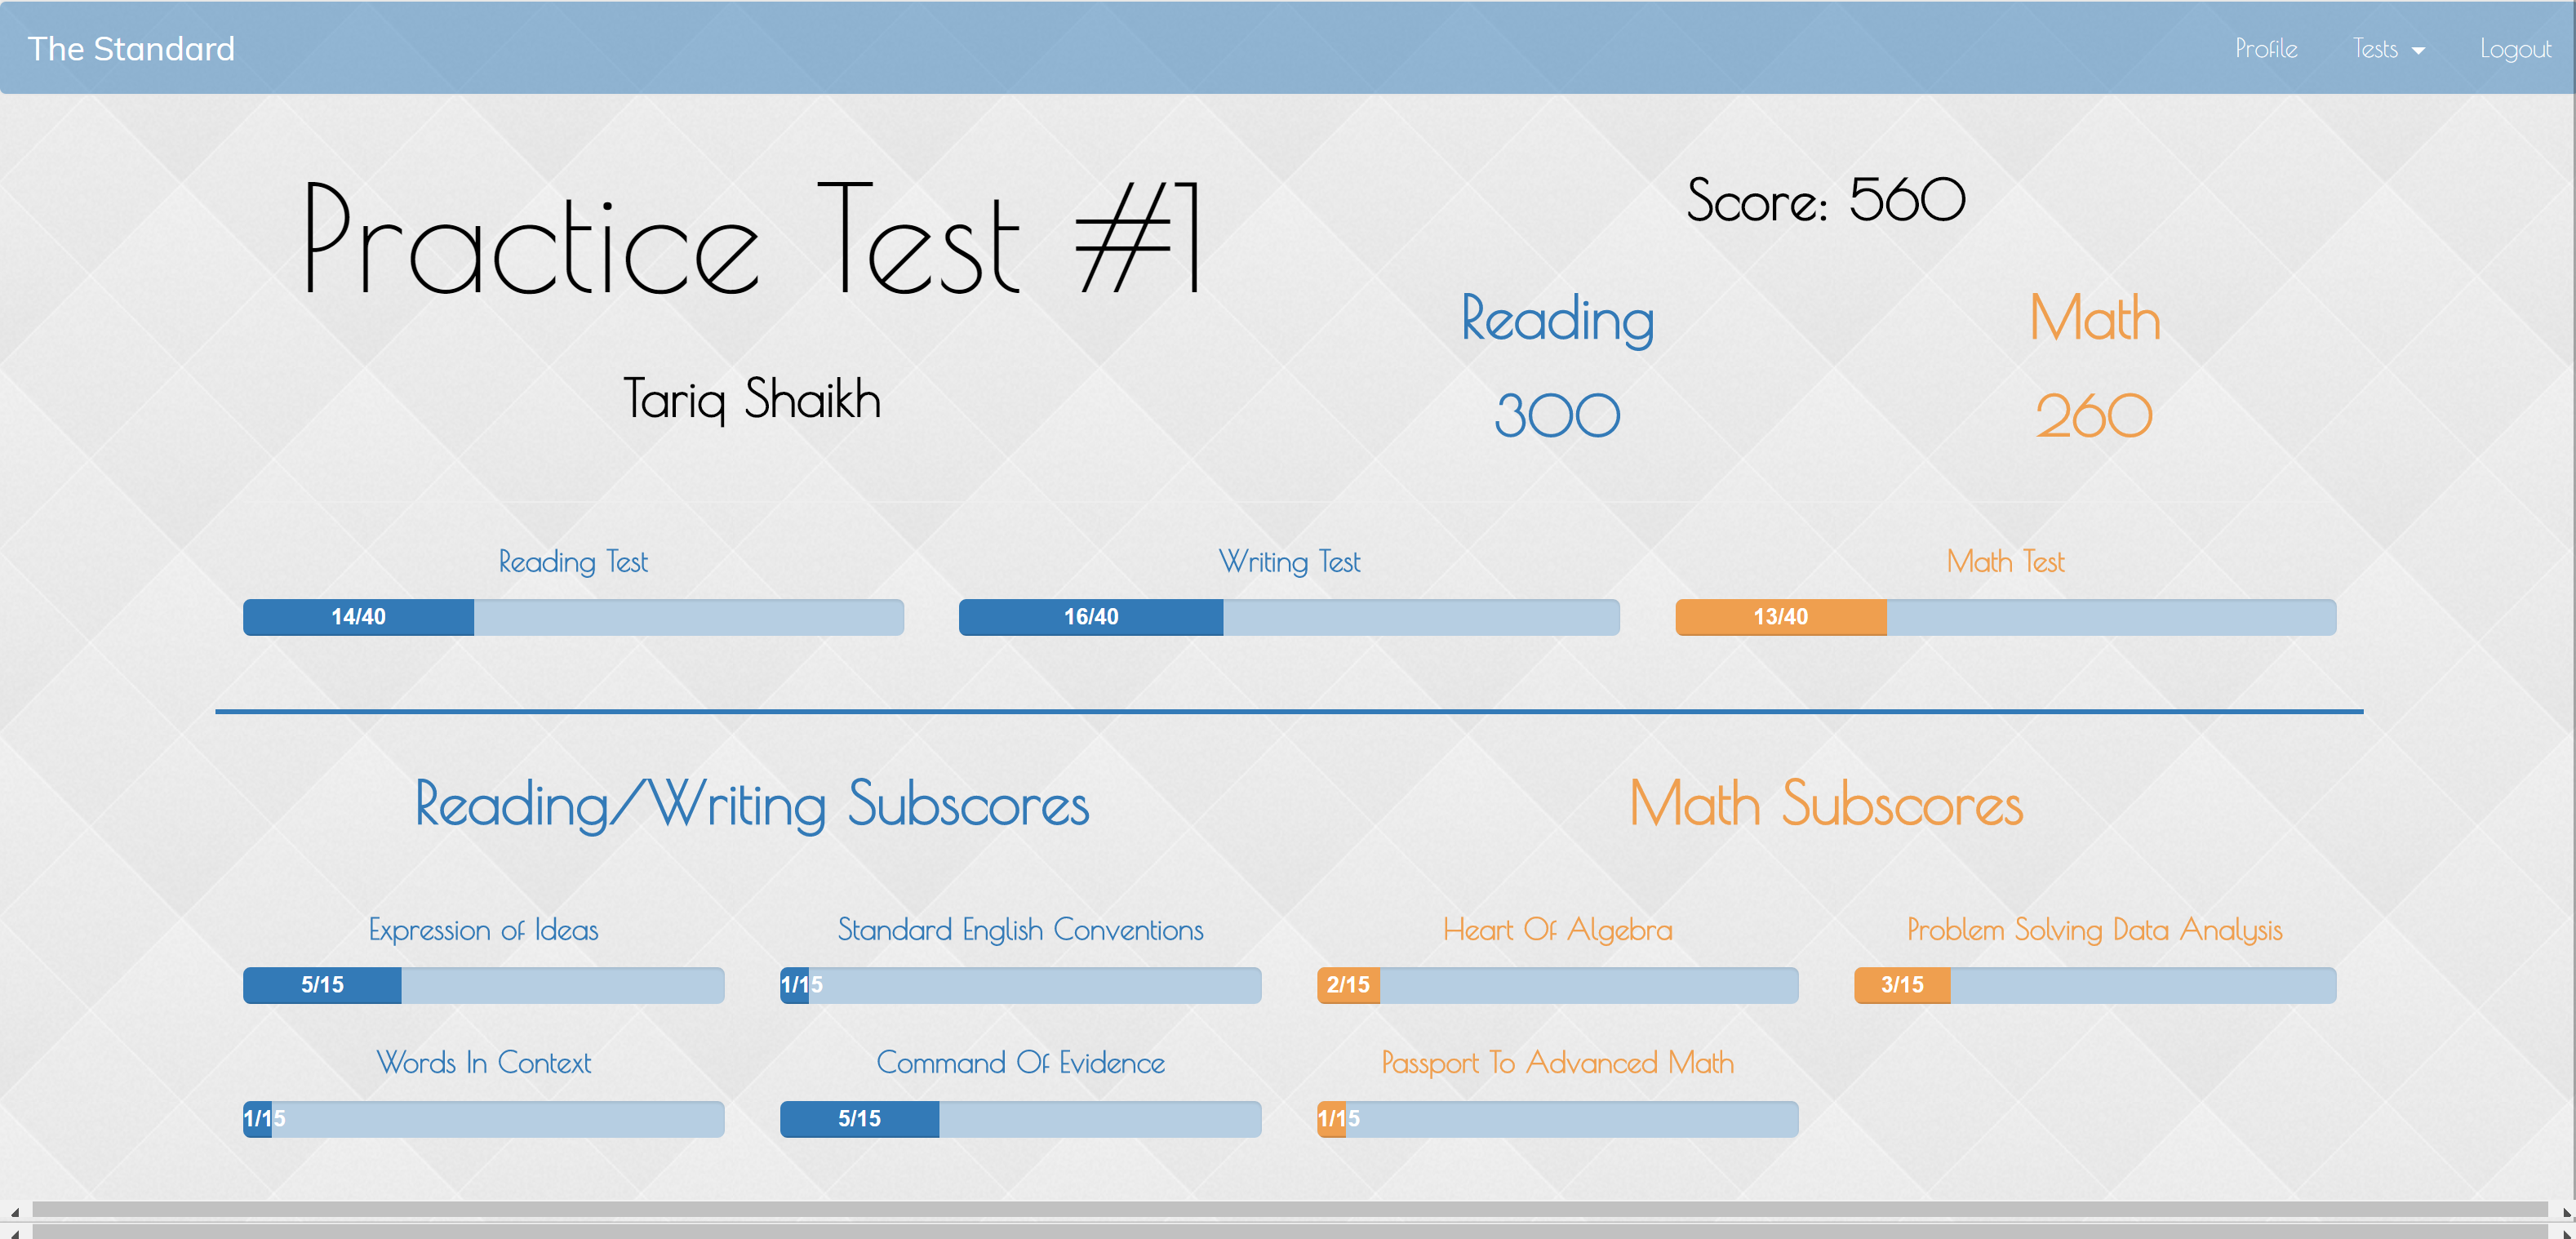 The Standard
Profile Tests Logout
Practice Test #1
Tariq Shaikh
Score: 560
Reading Math
300 260
Reading Test Writing Test Math Test
14/40 16/40 13/40
Reading/Writing Subscores Math Subscores
Expression of Ideas Standard English Conventions Heart Of Algebra Problem Solving Data Analysis
5/15 1/15 2/15 3/15
Words In Context Command Of Evidence Passport To Advanced Math
1/15 5/15 1/15